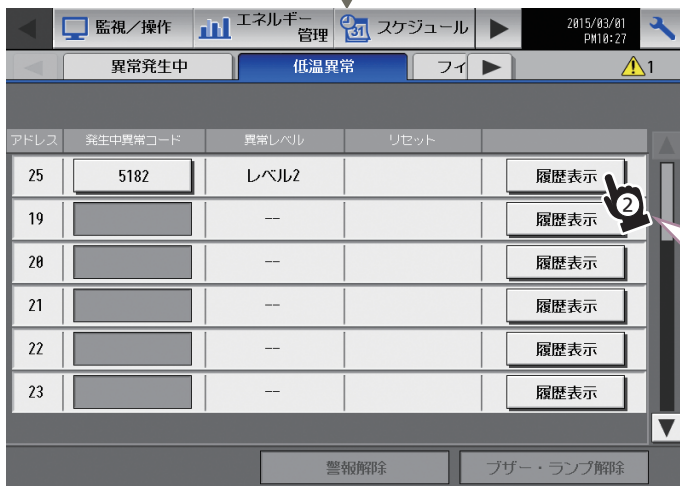 監視／操作
エネルギー
管理
31
スケジュール
2015/03/01
PM10:27
異常発生中
低温異常
フィ
1
アドレス 発生中異常コード 異常レベル リセット
25 5182 レベル2 履歴表示
2
19 -- 履歴表示
20 -- 履歴表示
21 -- 履歴表示
22 -- 履歴表示
23 -- 履歴表示
警報解除 ブザー・ランプ解除